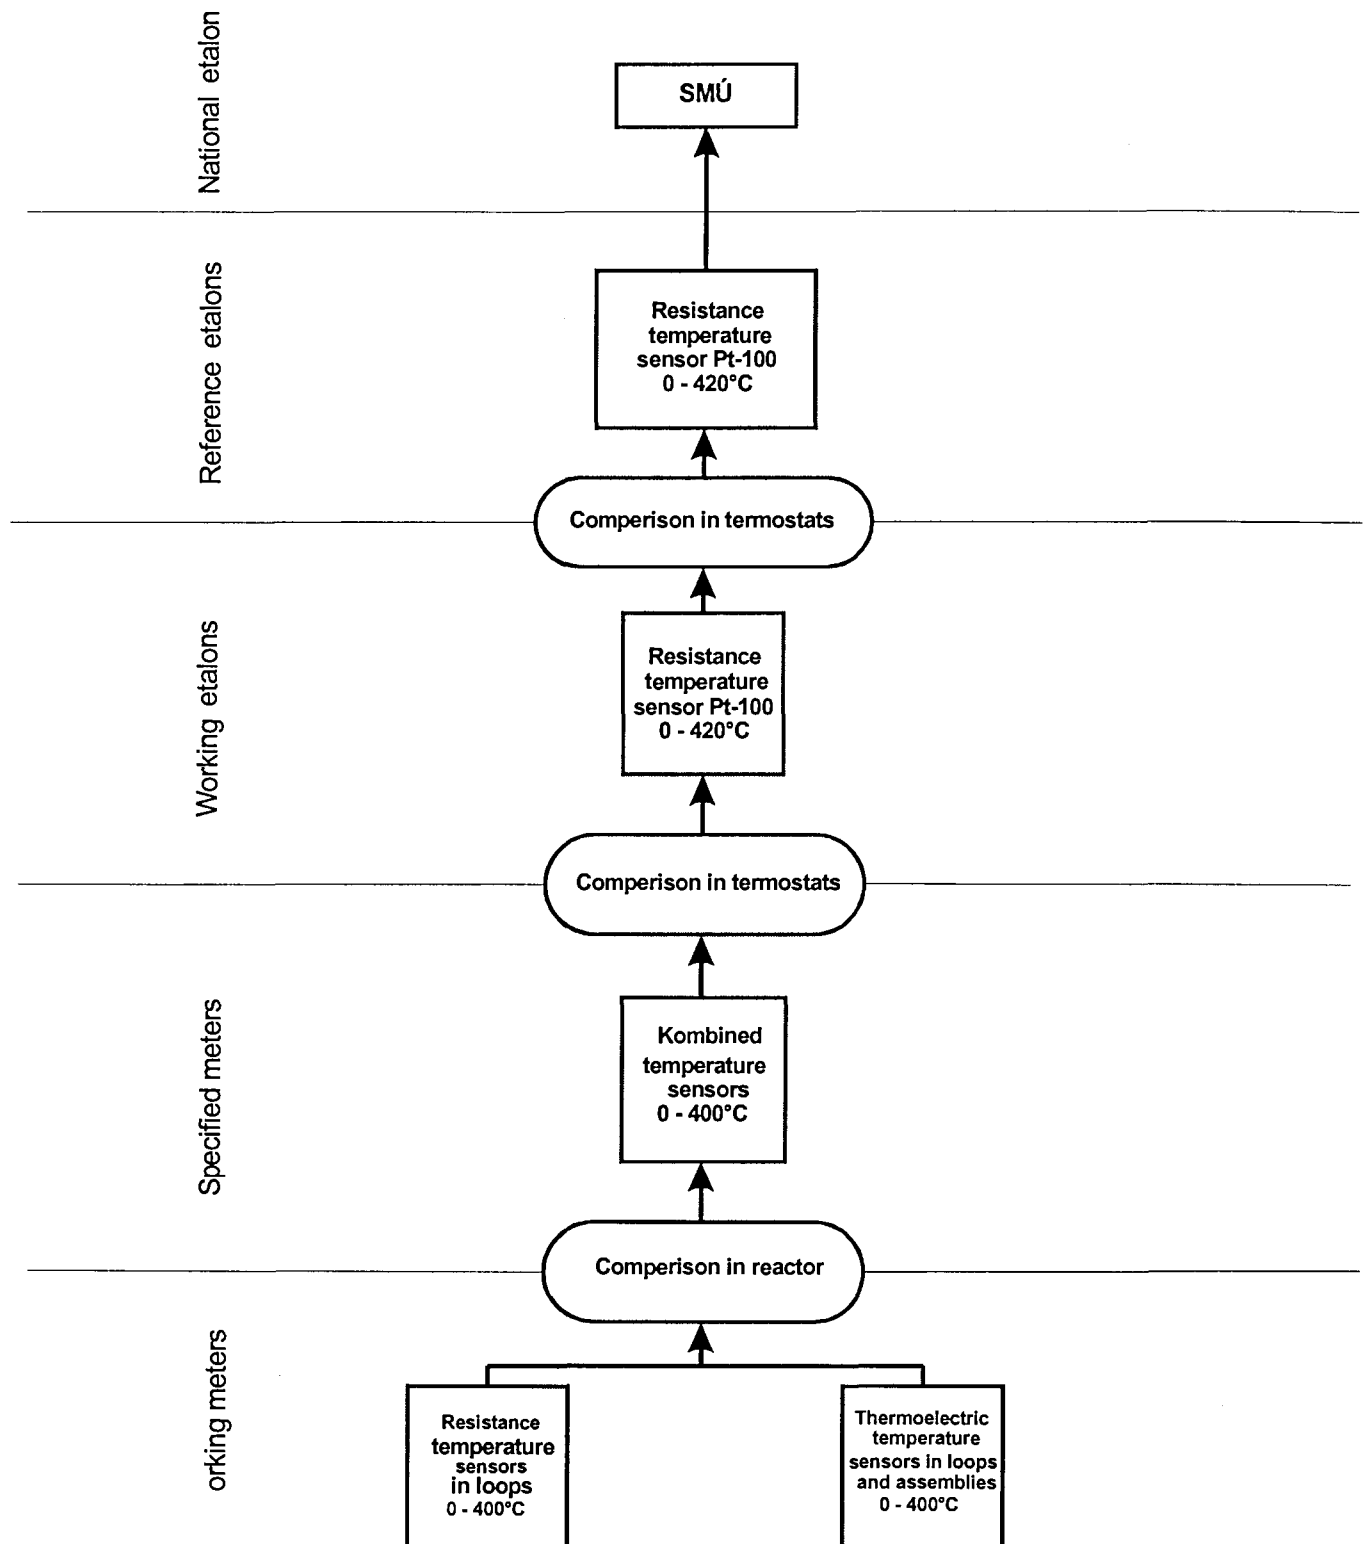 National etalon
SMÚ
Reference etalons
Resistance
temperature
sensor Pt-100
0 - 420°C
Comperison in termostats
Working etalons
Resistance
temperature
sensor Pt-100
0 - 420°C
Comperison in termostats
Specified meters
Kombined
temperature
sensors
0 - 400°C
Comperison in reactor
orking meters
Resistance
temperature
sensors
in loops
0 - 400°C
Thermoelectric
temperature
sensors in loops
and assemblies
0 - 400°C